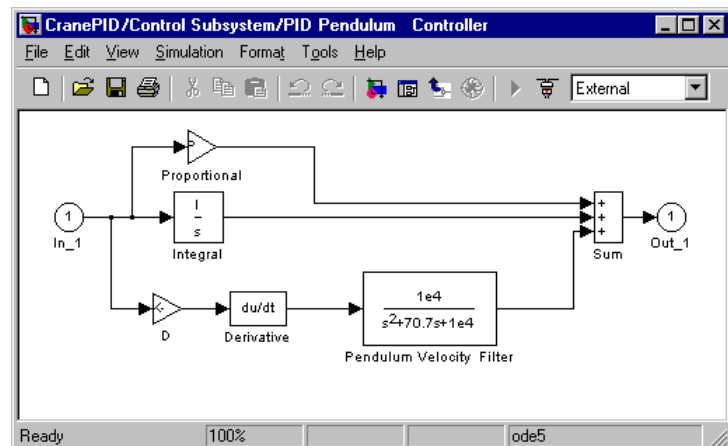 CranePID/Control Subsystem/PID Pendulum Controller
File Edit View Simulation Format Tools Help
External
Proportional
1
In_1
I
s
Integral
+
+
+
Sum
1
Out_1
D
du/dt
Derivative
1e4
s2+70.7s+1e4
Pendulum Velocity Filter
Ready 100% ode5